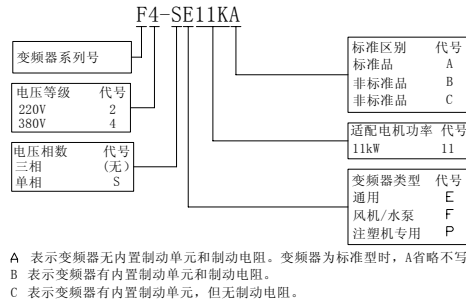 F4-SE11KA
变频器系列号
电压等级 代号
220V 2
380V 4
电压相数 代号
三相 (无)
单相 S
标准区别 代号
标准品 A
非标准品 B
非标准品 C
适配电机功率 代号
11kW 11
变频器类型 代号
通用 E
风机/水泵 F
注塑机专用 P
A 表示变频器无内置制动单元和制动电阻。变频器为标准型时，A省略不写
B 表示变频器有内置制动单元和制动电阻。
C 表示变频器有内置制动单元，但无制动电阻。